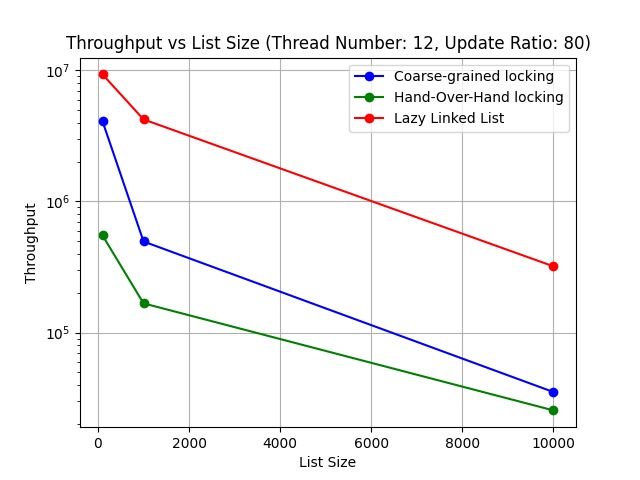 Throughput vs List Size (Thread Number: 12, Update Ratio: 80)
Coarse-grained locking
Hand-Over-Hand locking
Lazy Linked List
Throughput
10⁷
10⁶
10⁵
0 2000 4000 6000 8000 10000
List Size